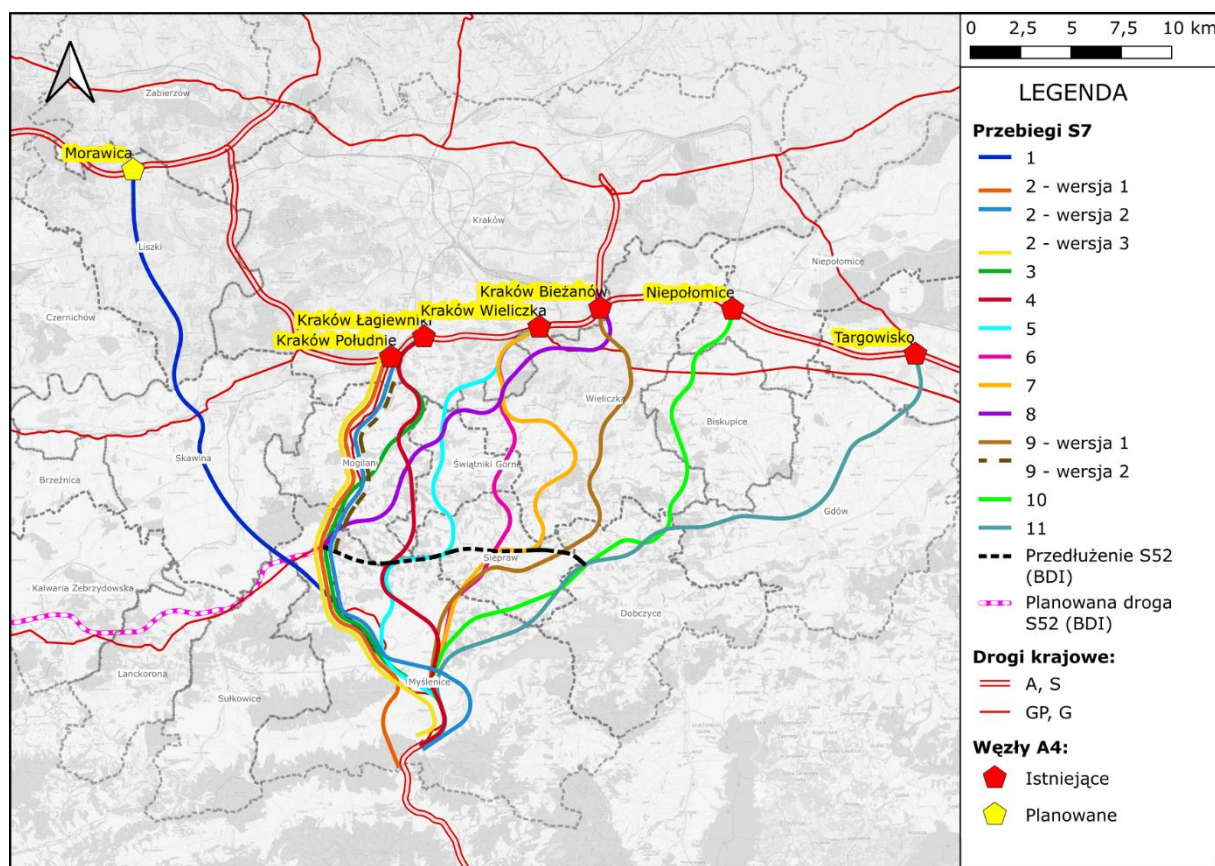 0 2,5 5 7,5 10 km
LEGENDA
Przebiegi S7
1
2 - wersja 1
2 - wersja 2
2 - wersja 3
3
4
5
6
7
8
9 - wersja 1
9 - wersja 2
10
11
Przedłużenie S52
(BDI)
Planowana droga
S52 (BDI)
Drogi krajowe:
A, S
GP, G
Węzły A4:
Istniejące
Planowane
Zabierzów
Morawica
Liszki
Kraków
Niepołomice
Kraków Bieżanów
Niepołomice
Kraków Wieliczka
Kraków Łagiewniki
Kraków Południe
Targowisko
Czernichów
Wieliczka
Biskupice
Skawina
Mogilany
Świątniki Górne
Brzeźnica
Gdów
Siepraw
Kalwaria Zebrzydowska
Dobczyce
Lanckorona
Sułkowice
Myślenice